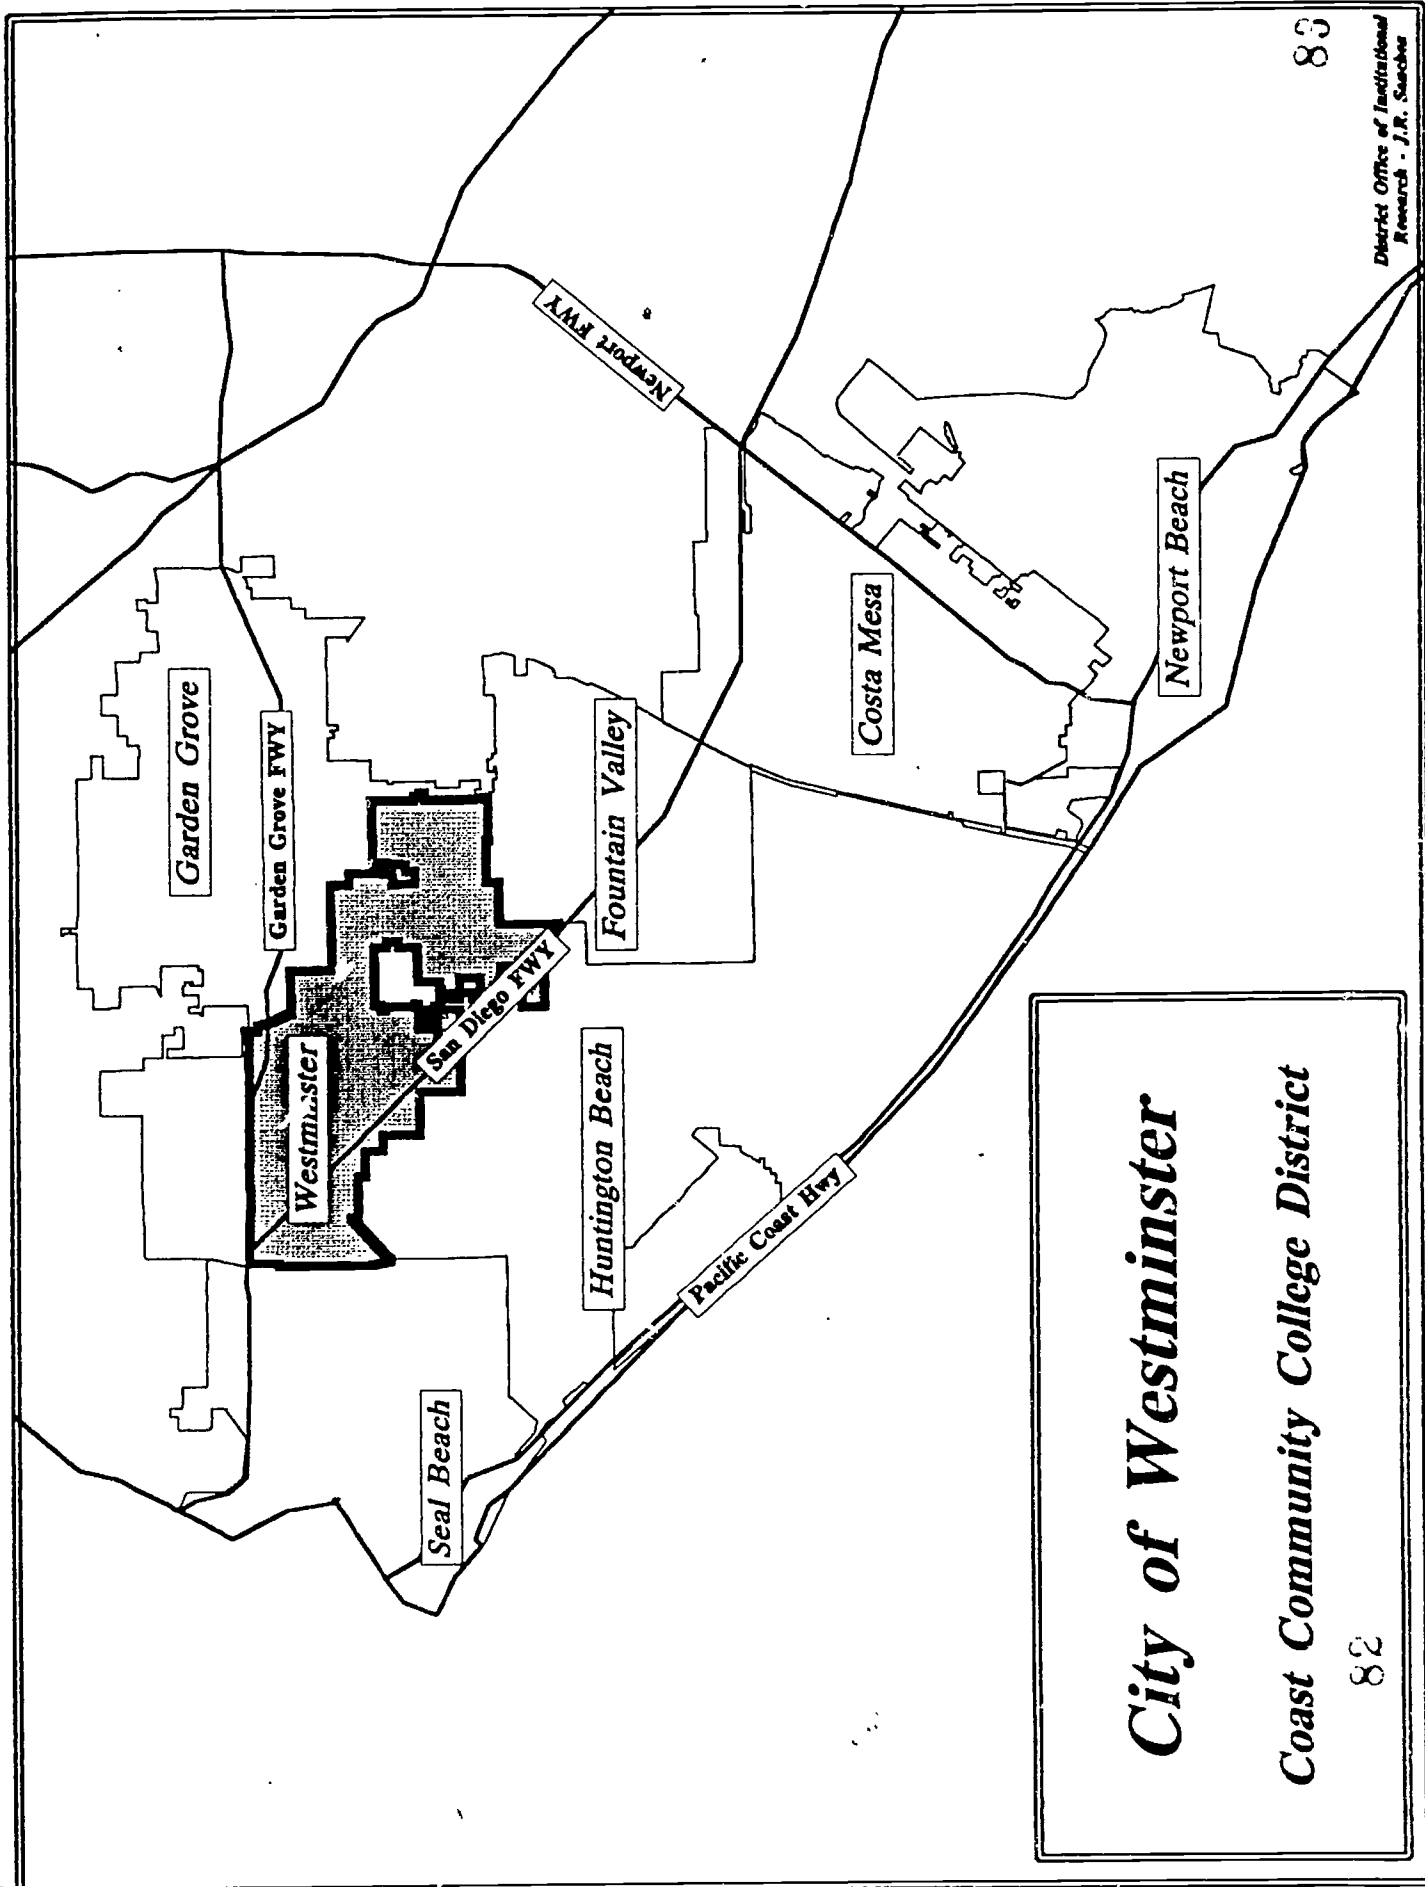 Garden Grove
Garden Grove FWY
Westminster
San Diego FWY
Newport FWY
Fountain Valley
Seal Beach
Huntington Beach
Costa Mesa
Pacific Coast Hwy
Newport Beach
City of Westminster
Coast Community College District
82
83
District Office of Institutional
Research - J.R. Sanchez